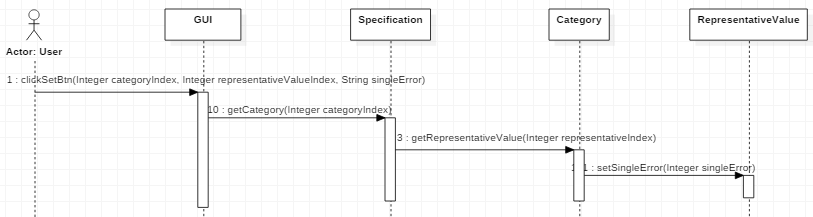 GUI
Specification
Category
RepresentativeValue
Actor: User
1 : clickSetBtn(Integer categoryIndex, Integer representativeValueIndex, String singleError)
10 : getCategory(Integer categoryIndex)
3 : getRepresentativeValue(Integer representativeIndex)
1 : setSingleError(Integer singleError)